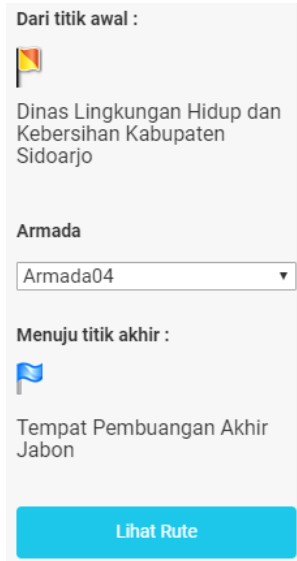 Dari titik awal :
Dinas Lingkungan Hidup dan
Kebersihan Kabupaten
Sidoarjo
Armada
Armada04
Menuju titik akhir :
Tempat Pembuangan Akhir
Jabon
Lihat Rute